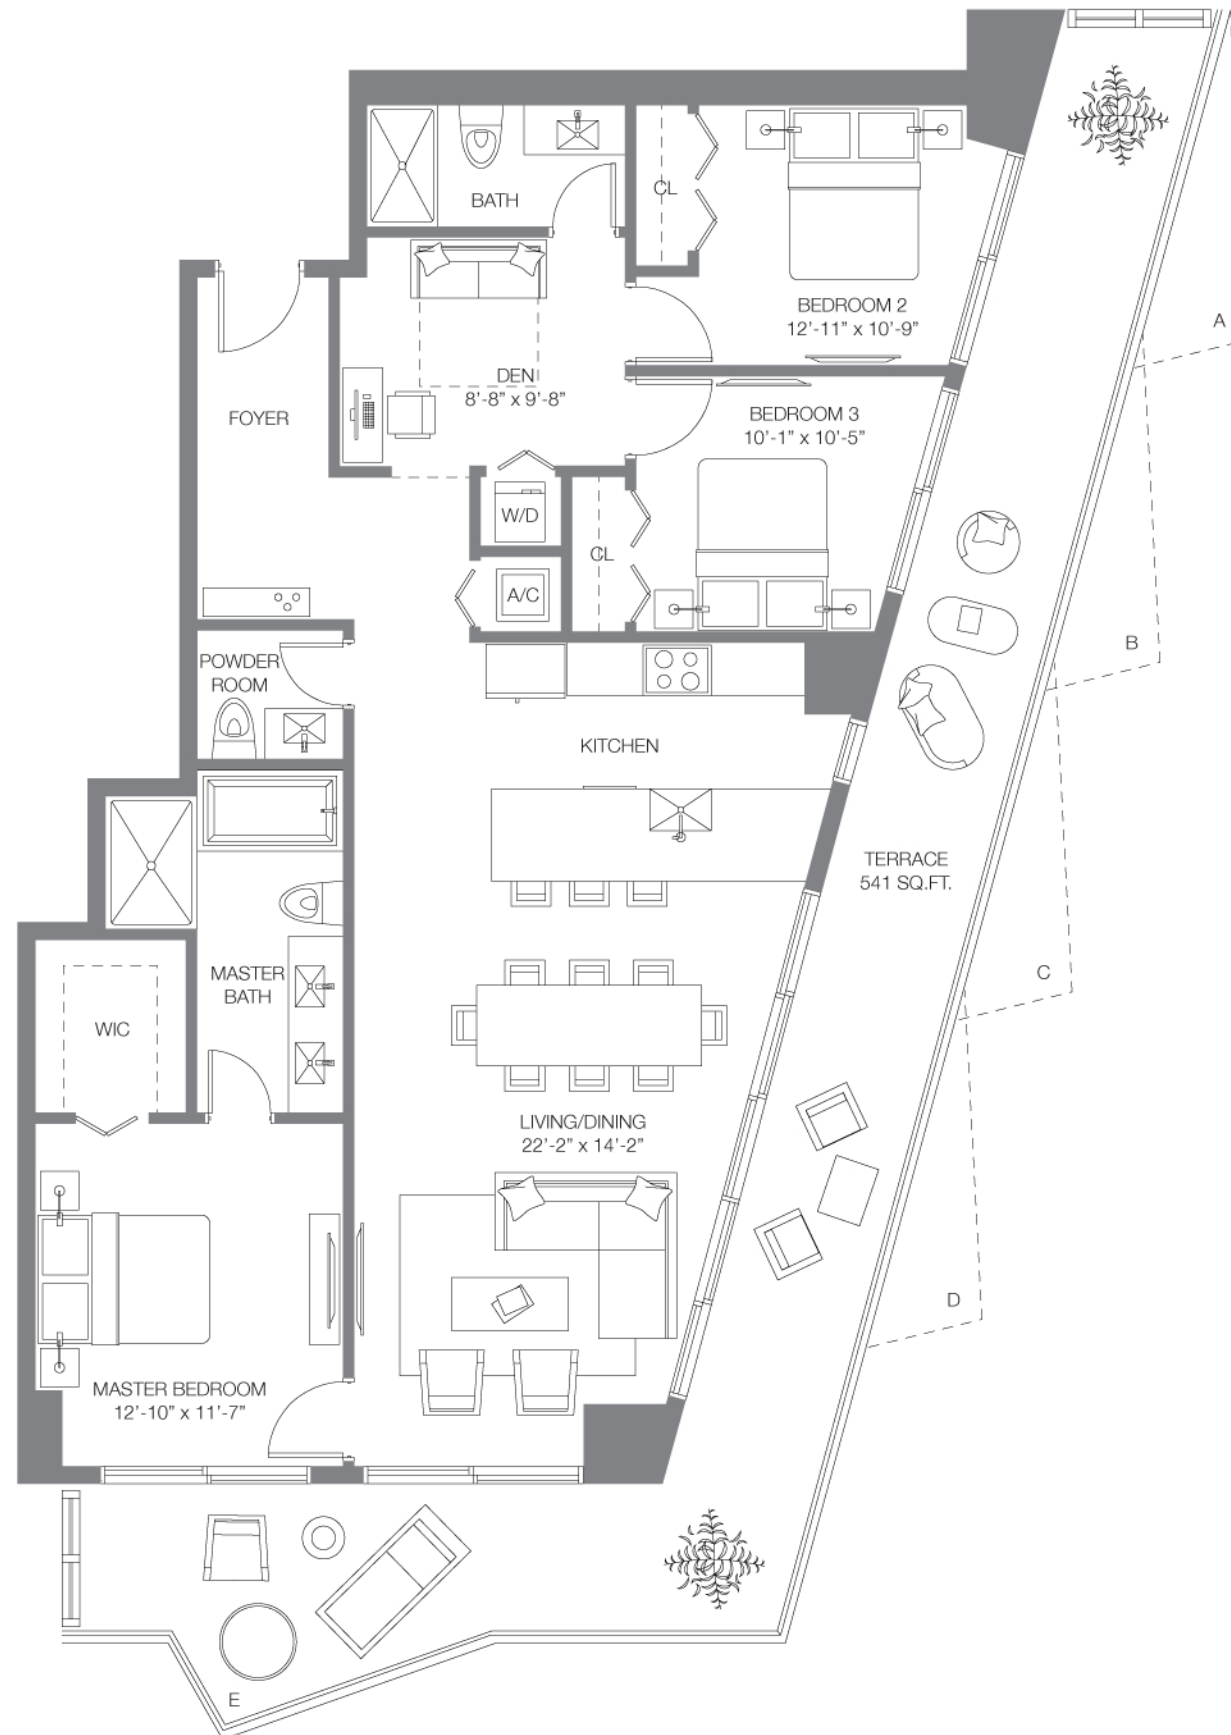 BATH
CL
BEDROOM 2
12'-11" x 10'-9"
A
DEN
8'-8" x 9'-8"
FOYER
BEDROOM 3
10'-1" x 10'-5"
W/D
CL
A/C
B
POWDER
ROOM
KITCHEN
TERRACE
541 SQ.FT.
MASTER
BATH
C
WIC
LIVING/DINING
22'-2" x 14'-2"
D
MASTER BEDROOM
12'-10" x 11'-7"
E